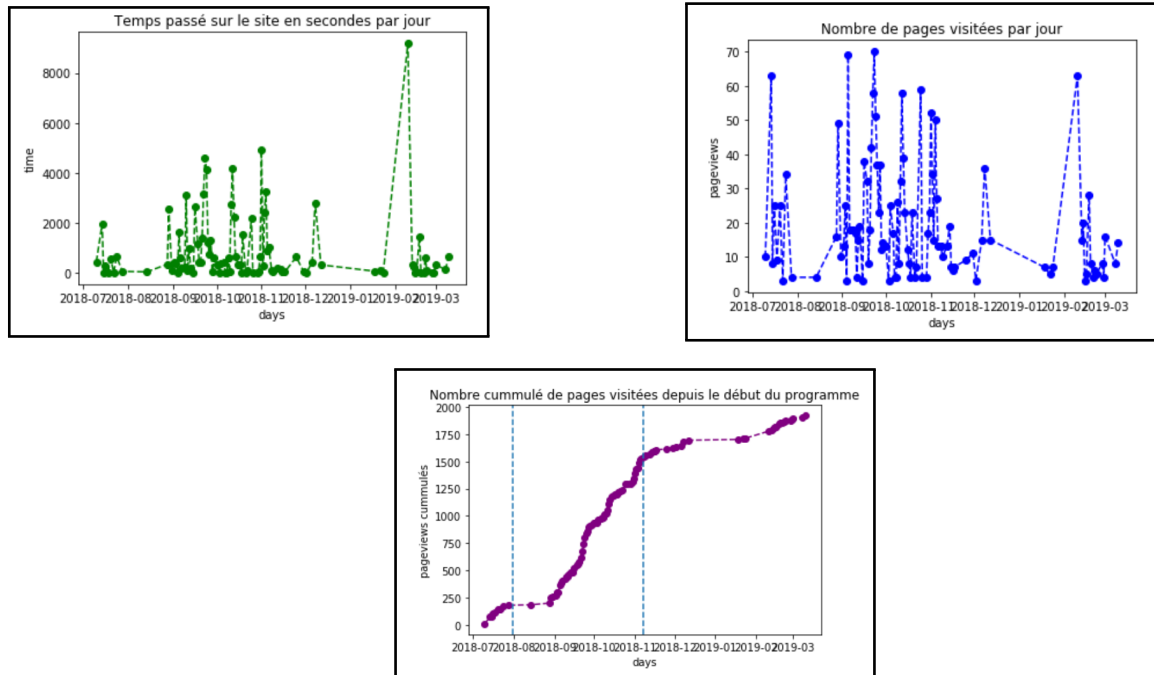 Temps passé sur le site en secondes par jour
8000
6000
4000
2000
0
time
2018-07 2018-08 2018-09 2018-10 2018-11 2018-12 2019-01 2019-02 2019-03
days
Nombre de pages visitées par jour
70
60
50
40
30
20
10
0
pageviews
2018-07 2018-08 2018-09 2018-10 2018-11 2018-12 2019-01 2019-02 2019-03
days
Nombre cummulé de pages visitées depuis le début du programme
2000
1750
1500
1250
1000
750
500
250
0
pageviews cummulés
2018-07 2018-08 2018-09 2018-10 2018-11 2018-12 2019-01 2019-02 2019-03
days